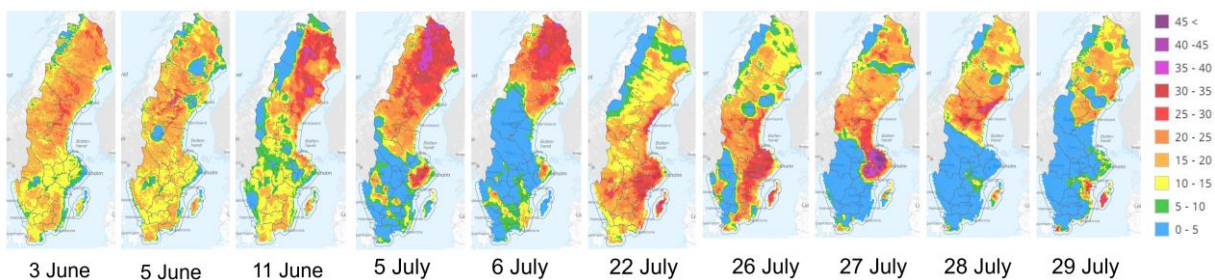 45 <
40 -45
35 - 40
30 - 35
25 - 30
20 - 25
15 - 20
10 - 15
5 - 10
0 - 5
3 June
5 June
11 June
5 July
6 July
22 July
26 July
27 July
28 July
29 July